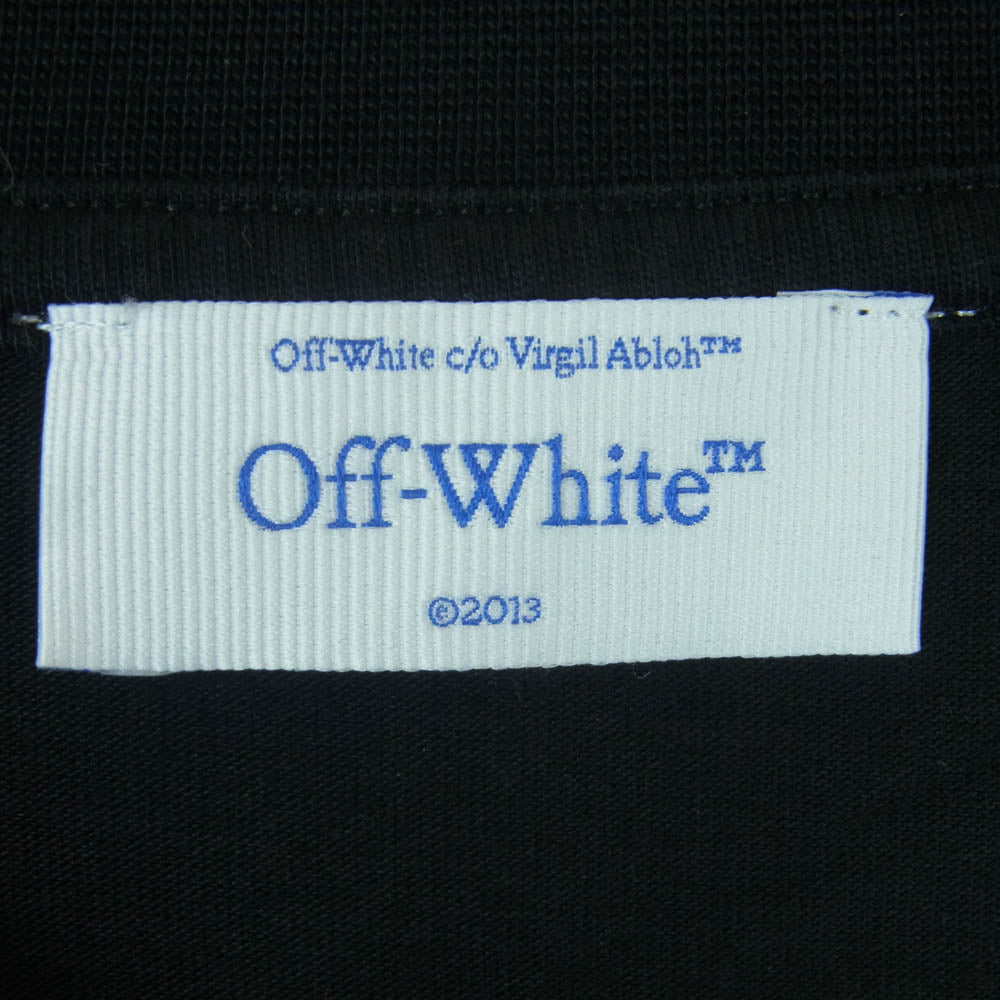 Off-White c/o Virgil Abloh™
Off-White™
©2013